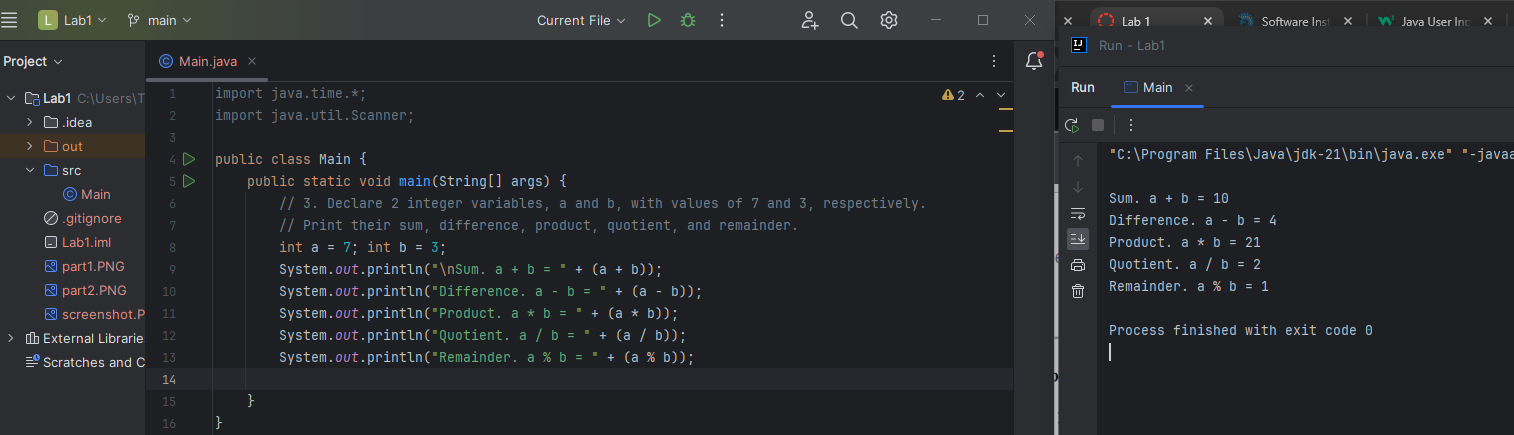 L Lab1 main Current File
Project
Lab1 C:\Users\T
.idea
out
src
Main
.gitignore
Lab1.iml
part1.PNG
part2.PNG
screenshot.P
External Librarie
Scratches and C
Main.java
2
1 import java.time.*;
2 import java.util.Scanner;
3
4 public class Main {
5 public static void main(String[] args) {
6 // 3. Declare 2 integer variables, a and b, with values of 7 and 3, respectively.
7 // Print their sum, difference, product, quotient, and remainder.
8 int a = 7; int b = 3;
9 System.out.println("\nSum. a + b = " + (a + b));
10 System.out.println("Difference. a - b = " + (a - b));
11 System.out.println("Product. a * b = " + (a * b));
12 System.out.println("Quotient. a / b = " + (a / b));
13 System.out.println("Remainder. a % b = " + (a % b));
14
15 }
16 }
Lab 1 Software Inst Java User Inp
IJ Run - Lab1
Run Main
"C:\Program Files\Java\jdk-21\bin\java.exe" "-javaa
Sum. a + b = 10
Difference. a - b = 4
Product. a * b = 21
Quotient. a / b = 2
Remainder. a % b = 1
Process finished with exit code 0